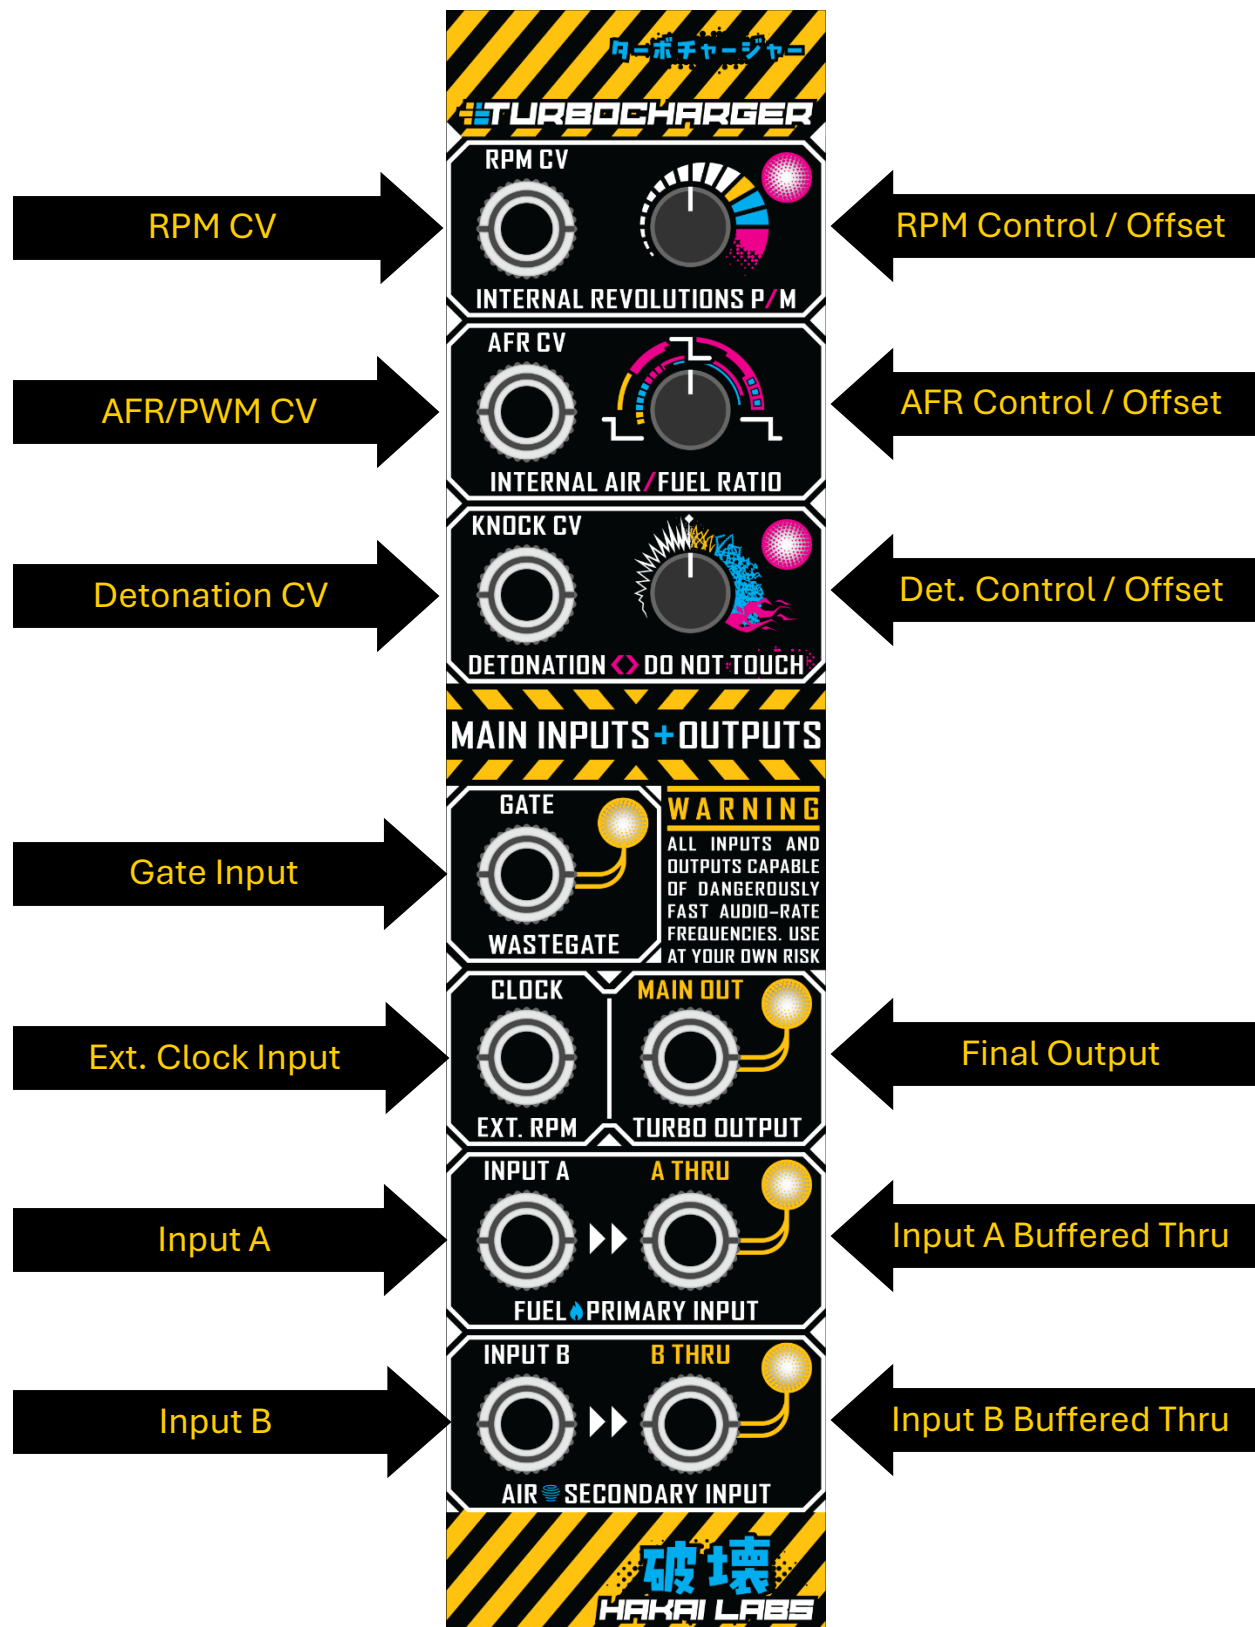 ターボチャージャー
TURBOCHARGER
RPM CV
RPM CV
RPM Control / Offset
INTERNAL REVOLUTIONS P/M
AFR CV
AFR/PWM CV
AFR Control / Offset
INTERNAL AIR/FUEL RATIO
KNOCK CV
Detonation CV
Det. Control / Offset
DETONATION <> DO NOT TOUCH
MAIN INPUTS+OUTPUTS
GATE
Gate Input
WASTEGATE
WARNING
ALL INPUTS AND
OUTPUTS CAPABLE
OF DANGEROUSLY
FAST AUDIO-RATE
FREQUENCIES. USE
AT YOUR OWN RISK
CLOCK
MAIN OUT
Ext. Clock Input
Final Output
EXT. RPM
TURBO OUTPUT
INPUT A
A THRU
Input A
Input A Buffered Thru
FUEL PRIMARY INPUT
INPUT B
B THRU
Input B
Input B Buffered Thru
AIR SECONDARY INPUT
破壊
HAKAI LABS